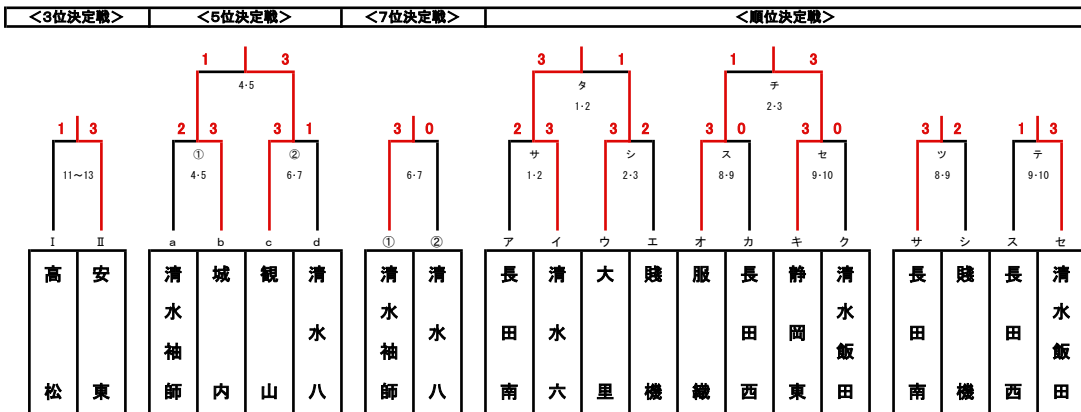 ＜3位決定戦＞ ＜5位決定戦＞ ＜7位決定戦＞ ＜順位決定戦＞
1 3 3 1 1 3
4・5 タ チ
1・2 2・3
1 3 2 3 3 1 3 0 2 3 3 2 3 0 3 0 3 2 1 3
① ② サ シ ス セ ツ テ
11～13 4・5 6・7 6・7 1・2 2・3 8・9 9・10 8・9 9・10
Ⅰ Ⅱ a b c d ① ② ア イ ウ エ オ カ キ ク サ シ ス セ
高松
安東
清水袖師
城内
観山
清水八
清水袖師
清水八
長田南
清水六
大里
賤機
服織
長田西
静岡東
清水飯田
長田南
賤機
長田西
清水飯田